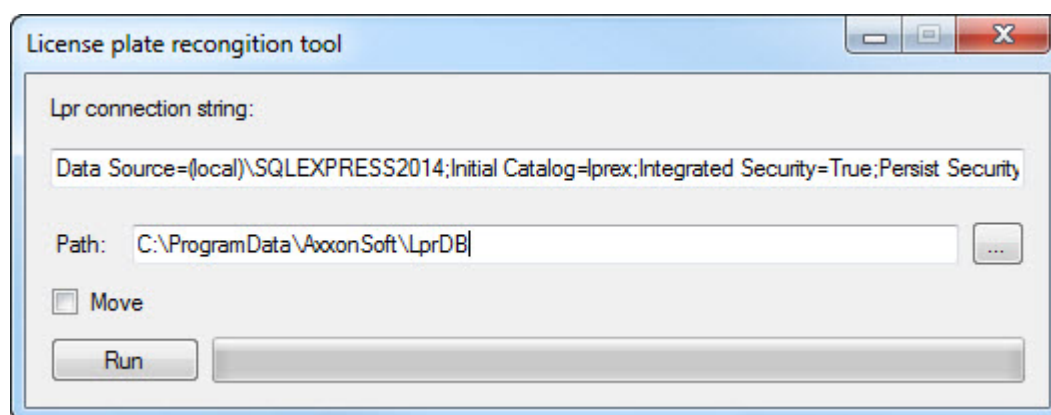 License plate recongition tool
Lpr connection string:
Data Source=(local)\SQLEXPRESS2014;Initial Catalog=lprex;Integrated Security=True;Persist Security
Path: C:\ProgramData\AxxonSoft\LprDB ...
Move
Run